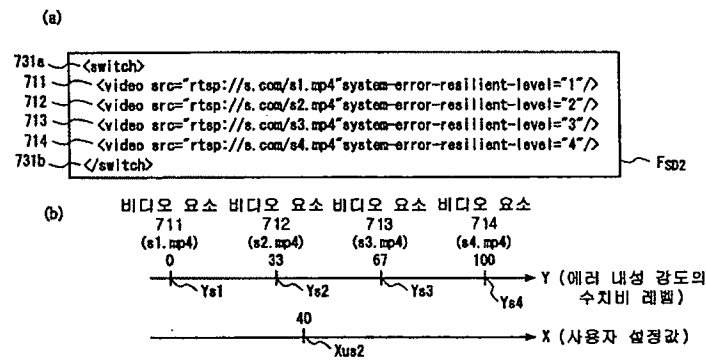 (a)
731a <switch>
711 <video src="rtsp://s.com/s1.mp4"system-error-resilient-level="1"/>
712 <video src="rtsp://s.com/s2.mp4"system-error-resilient-level="2"/>
713 <video src="rtsp://s.com/s3.mp4"system-error-resilient-level="3"/>
714 <video src="rtsp://s.com/s4.mp4"system-error-resilient-level="4"/>
731b </switch>
FSD2
(b)
비디오 요소 비디오 요소 비디오 요소 비디오 요소
711 712 713 714
(s1.mp4) (s2.mp4) (s3.mp4) (s4.mp4)
0 33 67 100
Y (에러 내성 강도의
수치비 레벨)
Ys1 Ys2 Ys3 Ys4
40
X (사용자 설정값)
Xus2